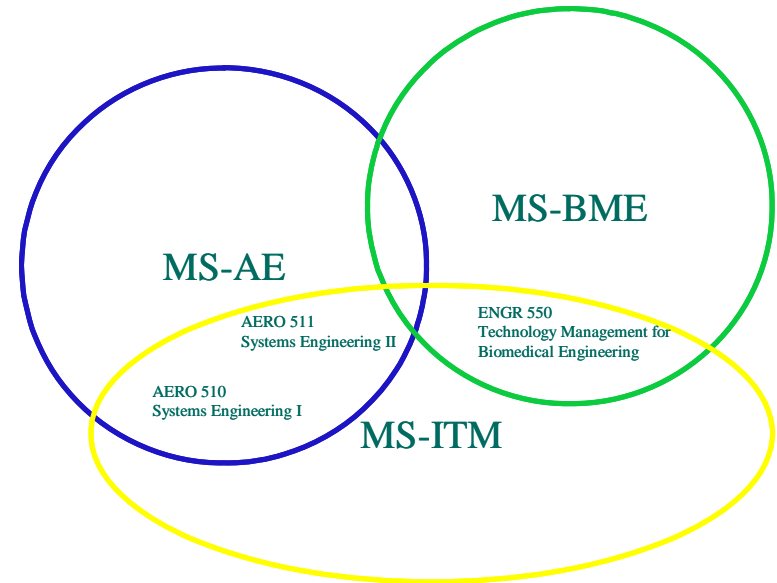 MS-BME
MS-AE
AERO 511
Systems Engineering II
ENGR 550
Technology Management for
Biomedical Engineering
AERO 510
Systems Engineering I
MS-ITM